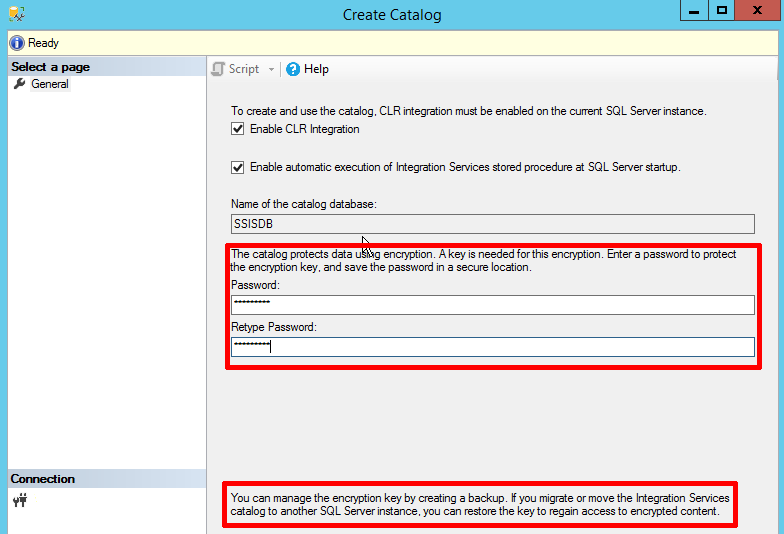 Create Catalog
Ready
Select a page
General
Script
Help
To create and use the catalog, CLR integration must be enabled on the current SQL Server instance.
Enable CLR Integration
Enable automatic execution of Integration Services stored procedure at SQL Server startup.
Name of the catalog database:
SSISDB
The catalog protects data using encryption. A key is needed for this encryption. Enter a password to protect
the encryption key, and save the password in a secure location.
Password:
*********
Retype Password:
*********
Connection
You can manage the encryption key by creating a backup. If you migrate or move the Integration Services
catalog to another SQL Server instance, you can restore the key to regain access to encrypted content.